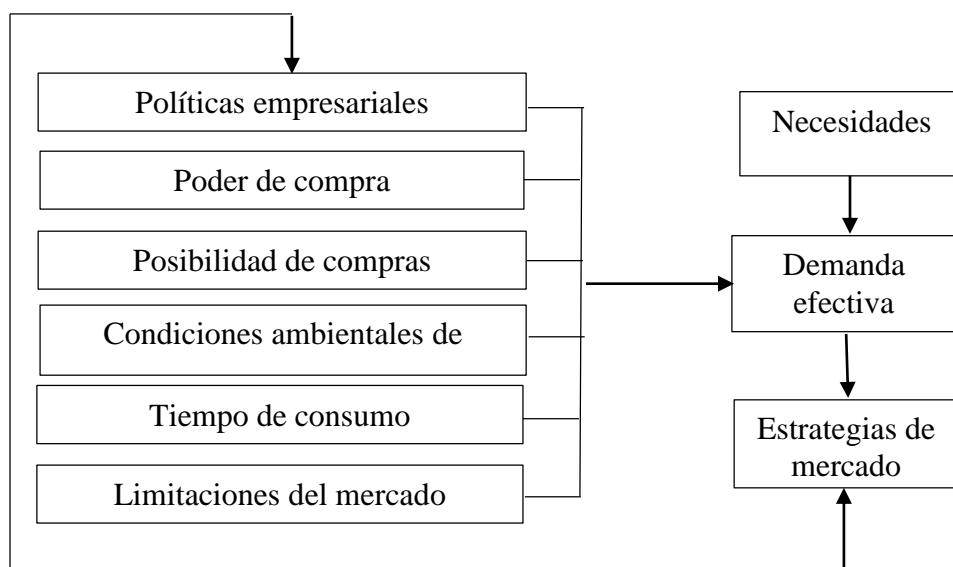 Políticas empresariales
Poder de compra
Posibilidad de compras
Condiciones ambientales de
Tiempo de consumo
Limitaciones del mercado
Necesidades
Demanda
efectiva
Estrategias de
mercado